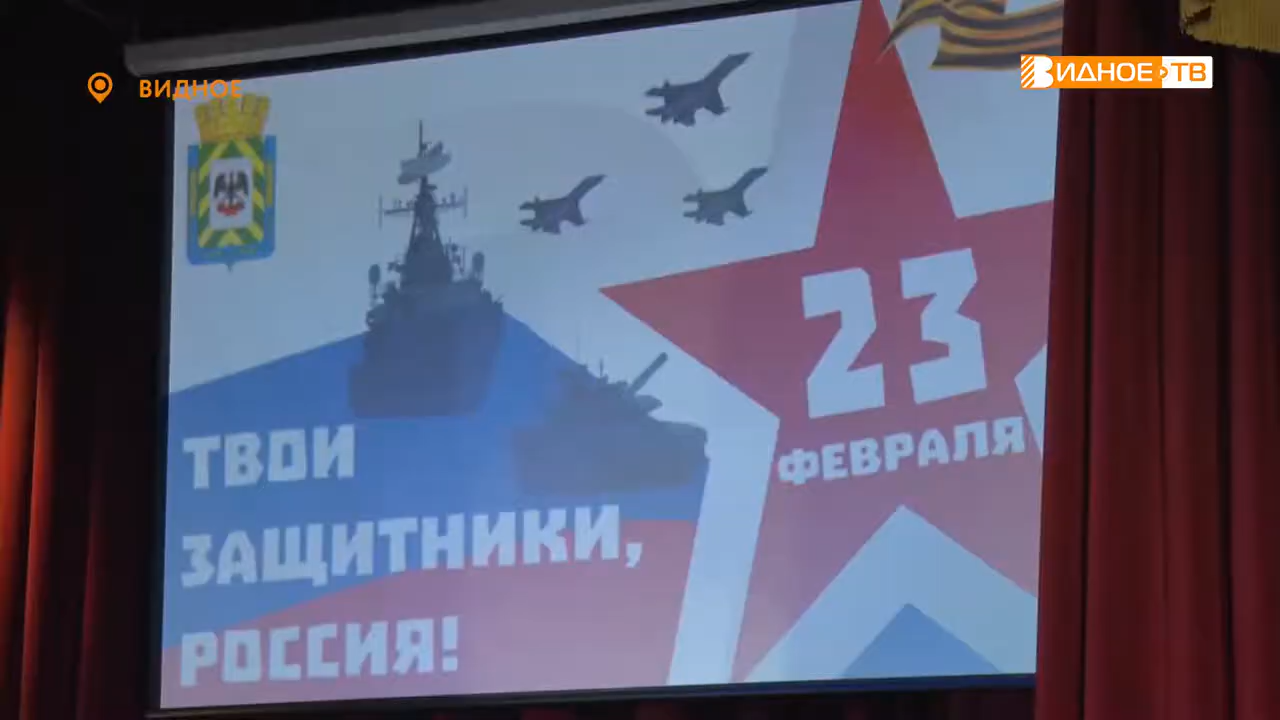 ВИДНОЕ
ВИДНОЕ ТВ
23
ФЕВРАЛЯ
ТВОИ
ЗАЩИТНИКИ,
РОССИЯ!